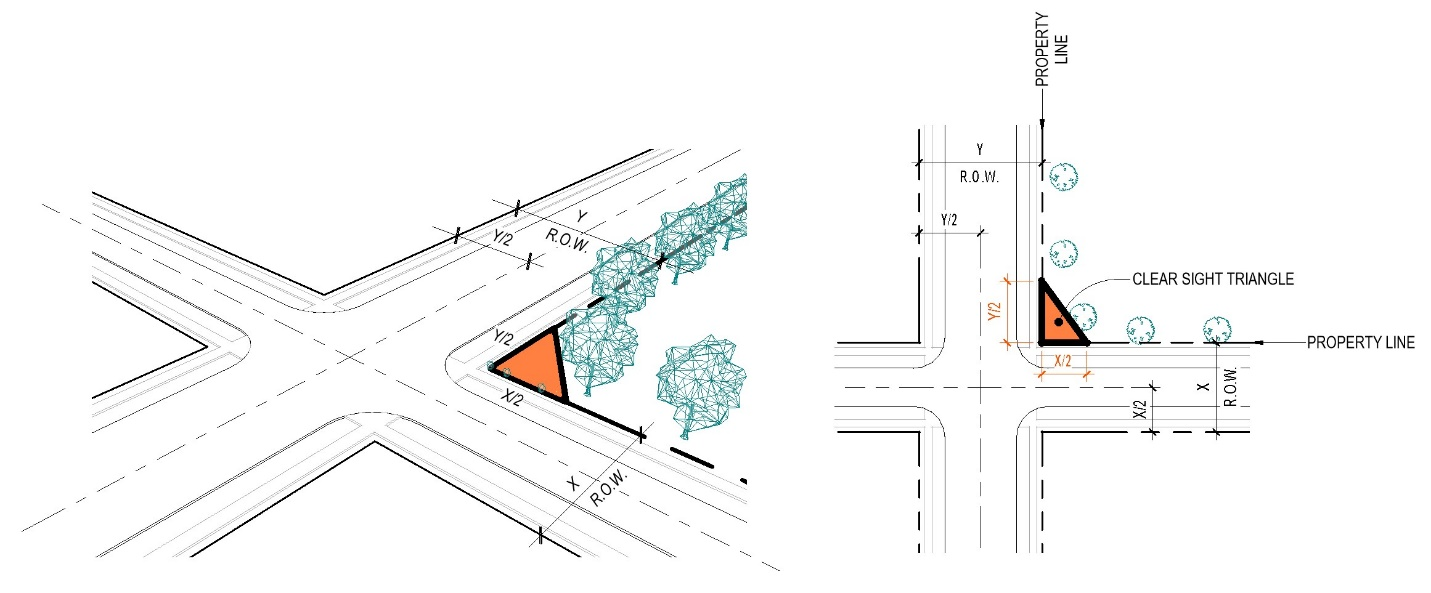 Y
R.O.W.
Y/2
Y/2
X/2
X
R.O.W.
PROPERTY
LINE
Y
R.O.W.
Y/2
CLEAR SIGHT TRIANGLE
Y/2
X/2
PROPERTY LINE
X
R.O.W.
X/2